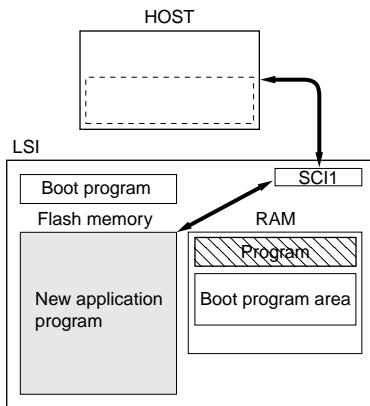 HOST
LSI
SCI1
Boot program
Flash memory
RAM
Program
New application
program
Boot program area